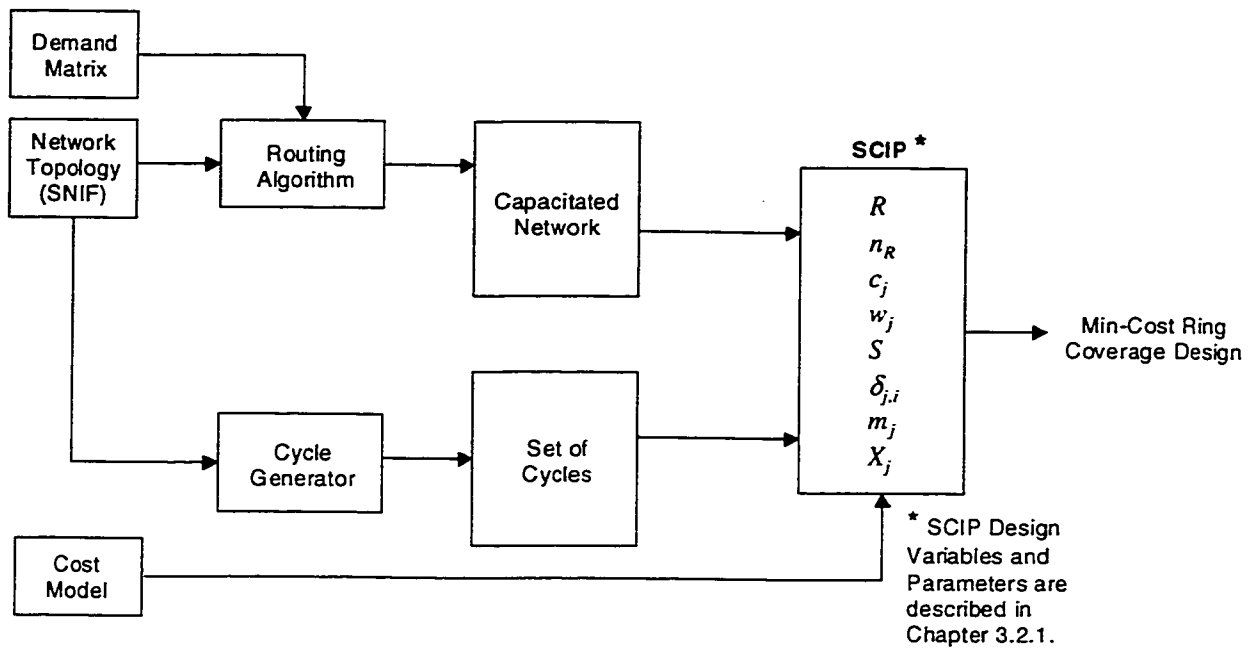 Demand
Matrix
Network
Topology
(SNIF)
Routing
Algorithm
Capacitated
Network
SCIP *
R
n_R
c_j
w_j
S
δ_{j,i}
m_j
X_j
Min-Cost Ring
Coverage Design
Cycle
Generator
Set of
Cycles
Cost
Model
* SCIP Design
Variables and
Parameters are
described in
Chapter 3.2.1.